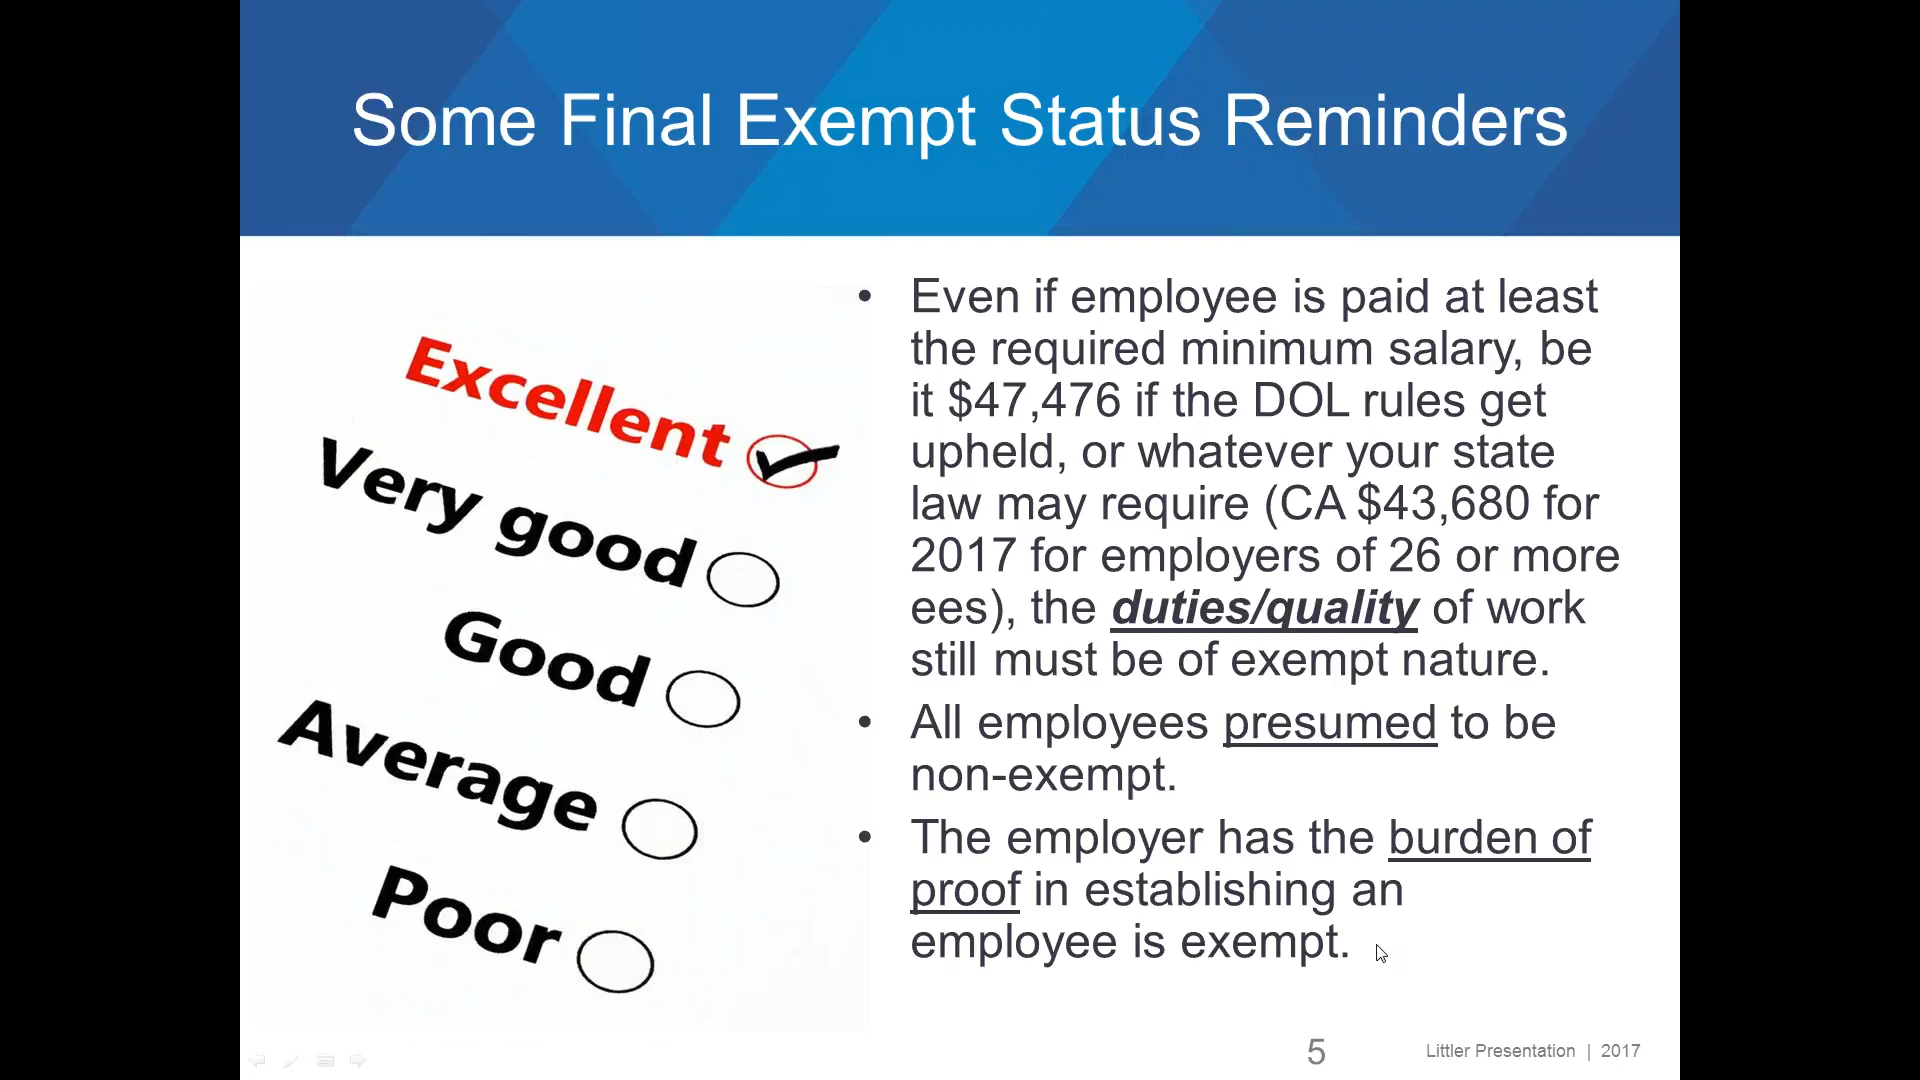 Some Final Exempt Status Reminders
Excellent
Very good
Good
Average
Poor
• Even if employee is paid at least
the required minimum salary, be
it $47,476 if the DOL rules get
upheld, or whatever your state
law may require (CA $43,680 for
2017 for employers of 26 or more
ees), the duties/quality of work
still must be of exempt nature.
• All employees presumed to be
non-exempt.
• The employer has the burden of
proof in establishing an
employee is exempt.
5
Littler Presentation | 2017